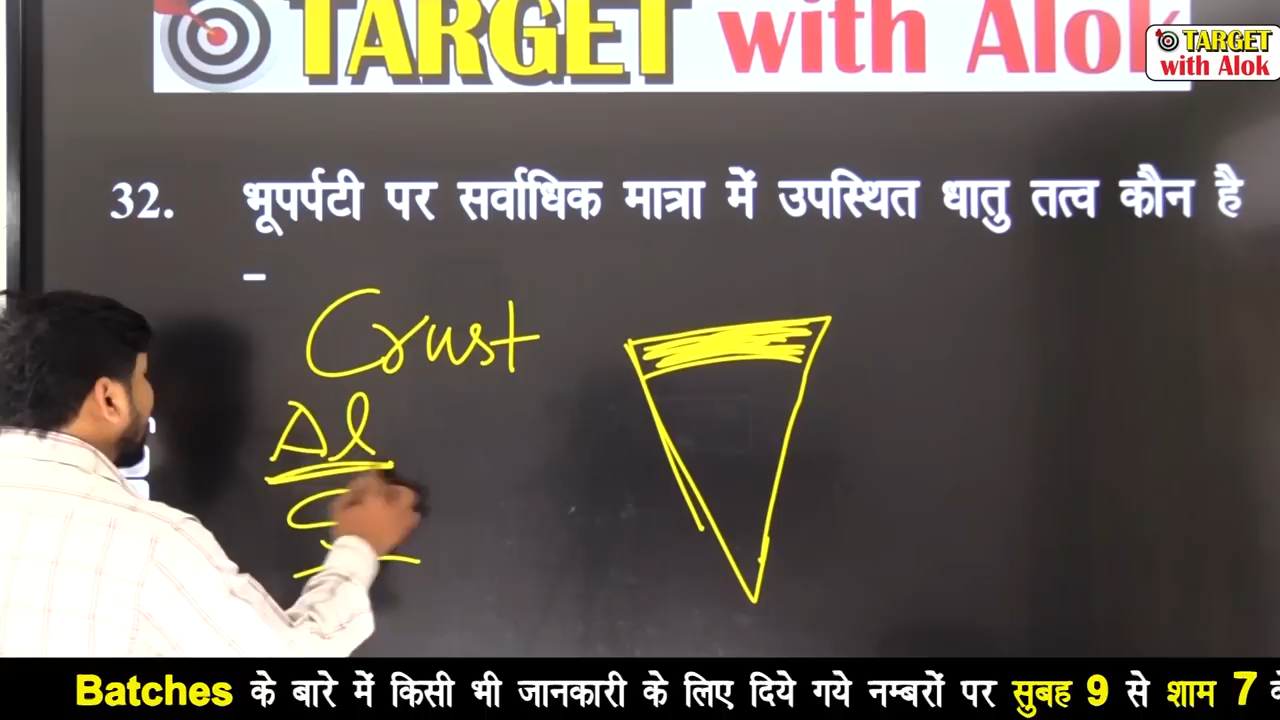 TARGET with Alok
TARGET
with Alok
32. भूपर्पटी पर सर्वाधिक मात्रा में उपस्थित धातु तत्व कौन है
–
Crust
Al
Batches के बारे में किसी भी जानकारी के लिए दिये गये नम्बरों पर सुबह 9 से शाम 7